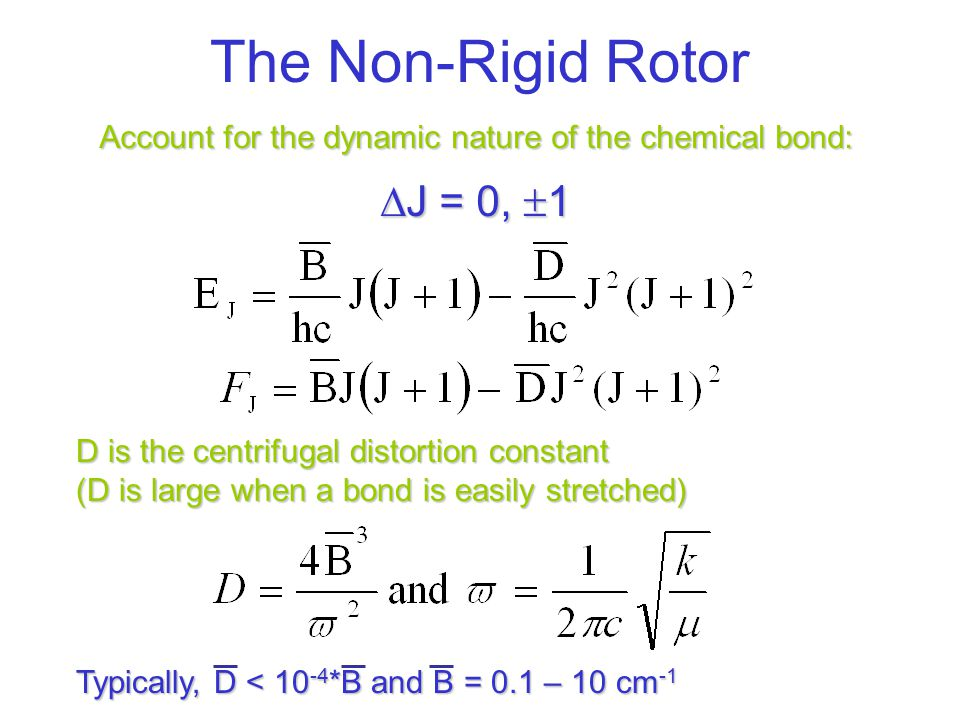 The Non-Rigid Rotor
Account for the dynamic nature of the chemical bond:
ΔJ = 0, ±1
E_J = B̅/hc J(J + 1) − D̅/hc J²(J + 1)²
F_J = B̅J(J + 1) − D̅J²(J + 1)²
D is the centrifugal distortion constant
(D is large when a bond is easily stretched)
D = 4B̅³/ϖ² and ϖ = 1/2πc √(k/μ)
Typically, D̅ < 10⁻⁴*B̅ and B̅ = 0.1 – 10 cm⁻¹